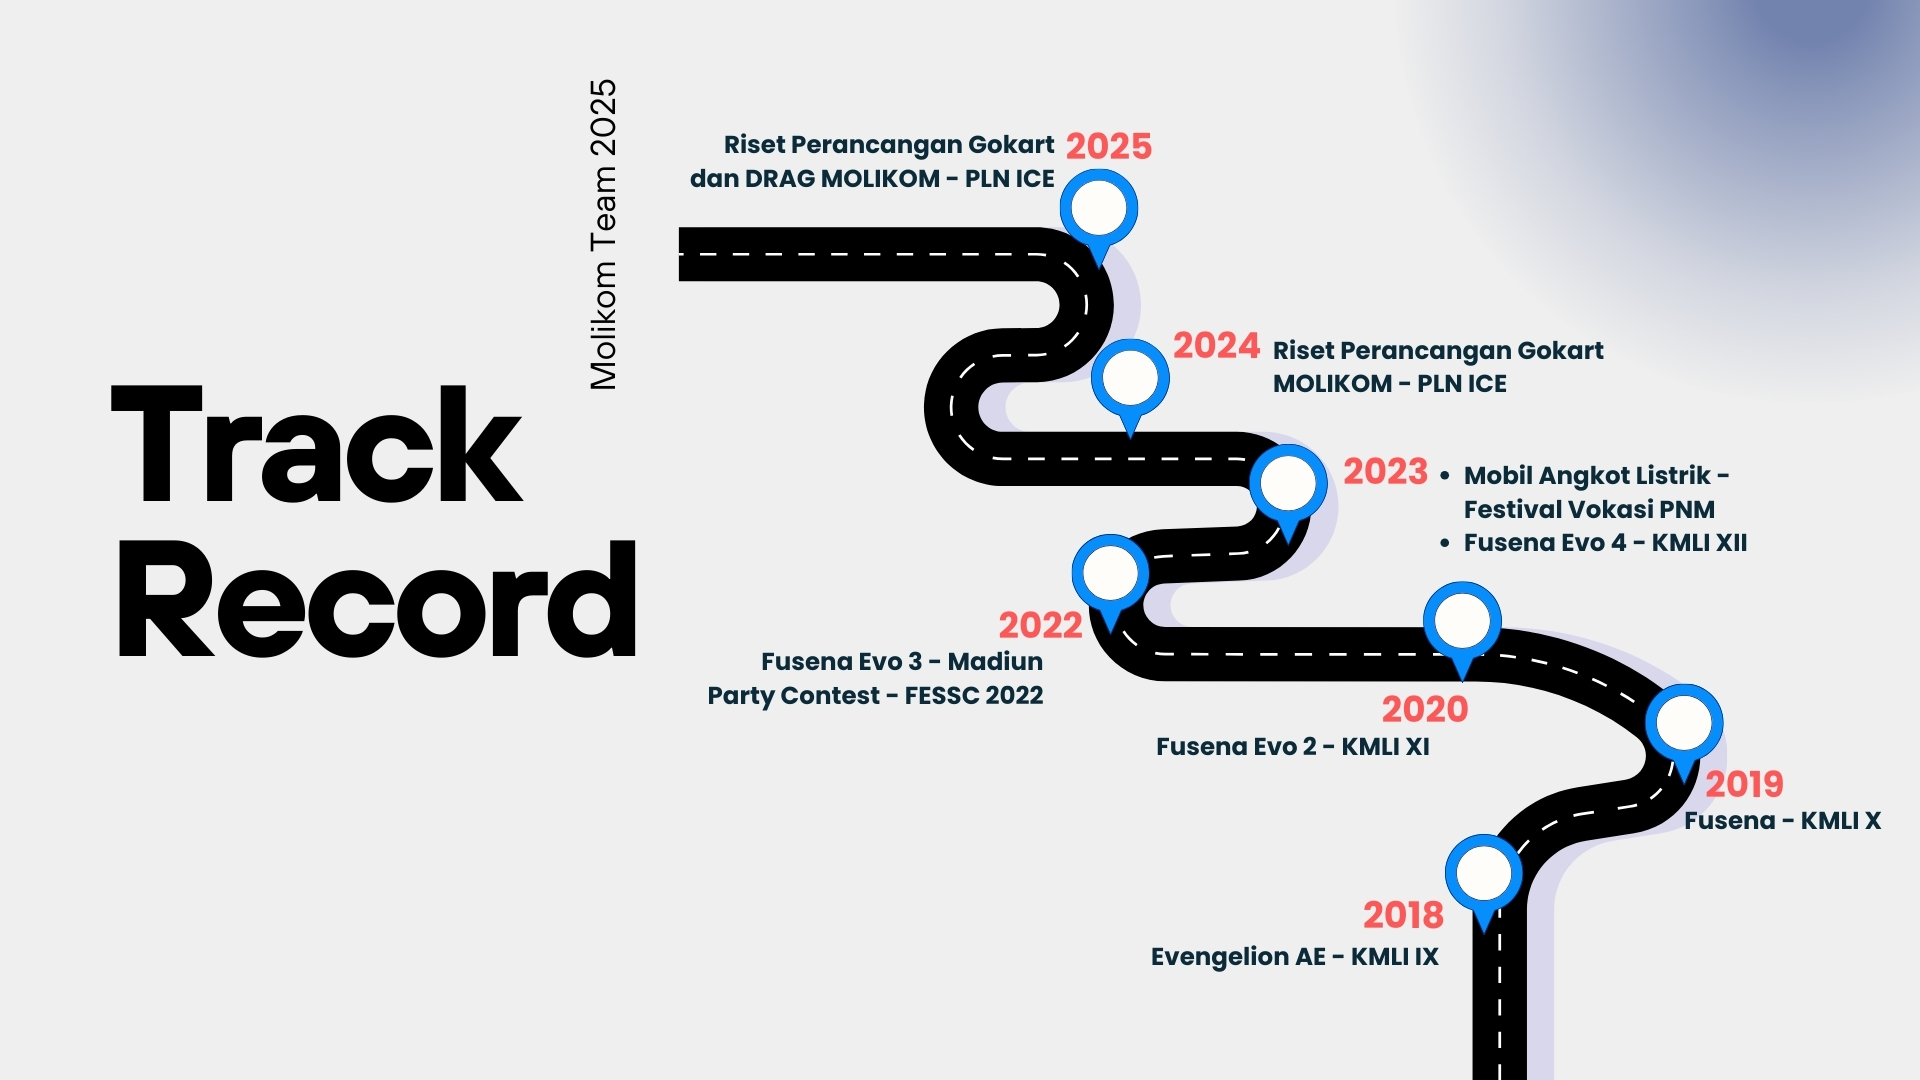 Molikom Team 2025
Track
Record
Riset Perancangan Gokart
dan DRAG MOLIKOM - PLN ICE
2025
2024
Riset Perancangan Gokart
MOLIKOM - PLN ICE
2023
• Mobil Angkot Listrik -
Festival Vokasi PNM
• Fusena Evo 4 - KMLI XII
2022
Fusena Evo 3 - Madiun
Party Contest - FESSC 2022
2020
Fusena Evo 2 - KMLI XI
2019
Fusena - KMLI X
2018
Evengelion AE - KMLI IX